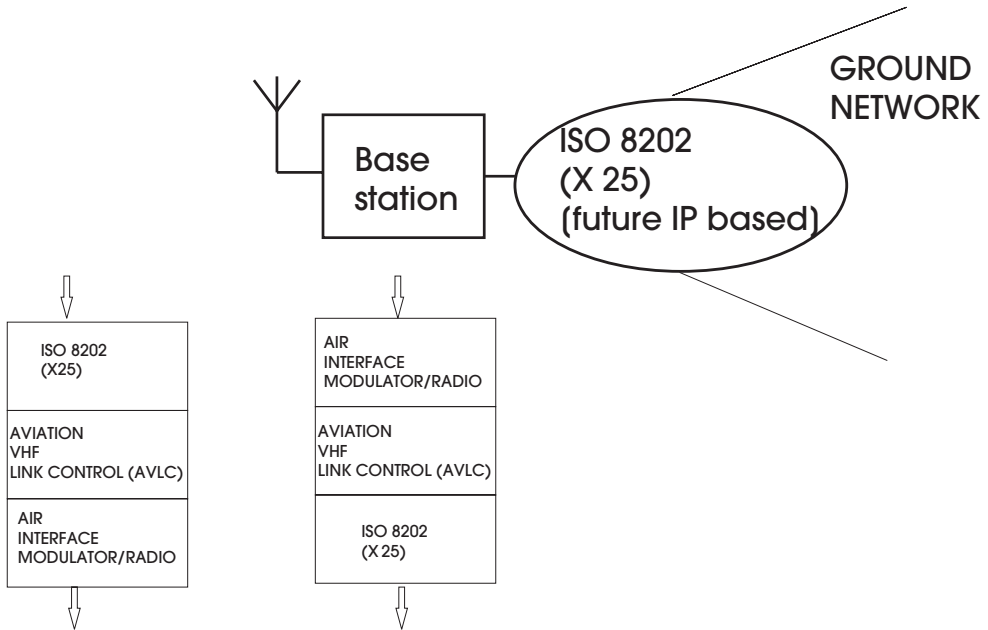 GROUND
NETWORK
Base
station
ISO 8202
(X 25)
(future IP based)
ISO 8202
(X25)
AVIATION
VHF
LINK CONTROL (AVLC)
AIR
INTERFACE
MODULATOR/RADIO
AIR
INTERFACE
MODULATOR/RADIO
AVIATION
VHF
LINK CONTROL (AVLC)
ISO 8202
(X 25)